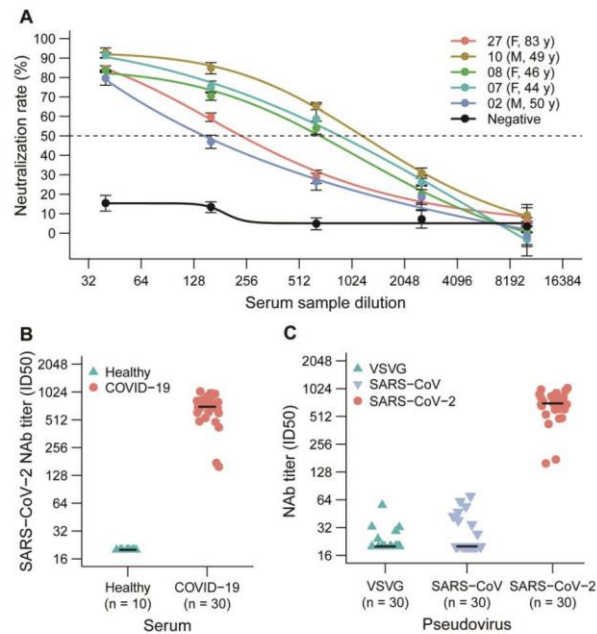 A
Neutralization rate (%)
100
90
80
70
60
50
40
30
20
10
0
27 (F, 83 y)
10 (M, 49 y)
08 (F, 46 y)
07 (F, 44 y)
02 (M, 50 y)
Negative
32 64 128 256 512 1024 2048 4096 8192 16384
Serum sample dilution
B
SARS−CoV−2 NAb titer (ID50)
2048
1024
512
256
128
64
32
16
Healthy
COVID−19
Healthy COVID−19
(n = 10) (n = 30)
Serum
C
NAb titer (ID50)
2048
1024
512
256
128
64
32
16
VSVG
SARS−CoV
SARS−CoV−2
VSVG SARS−CoV SARS−CoV−2
(n = 30) (n = 30) (n = 30)
Pseudovirus